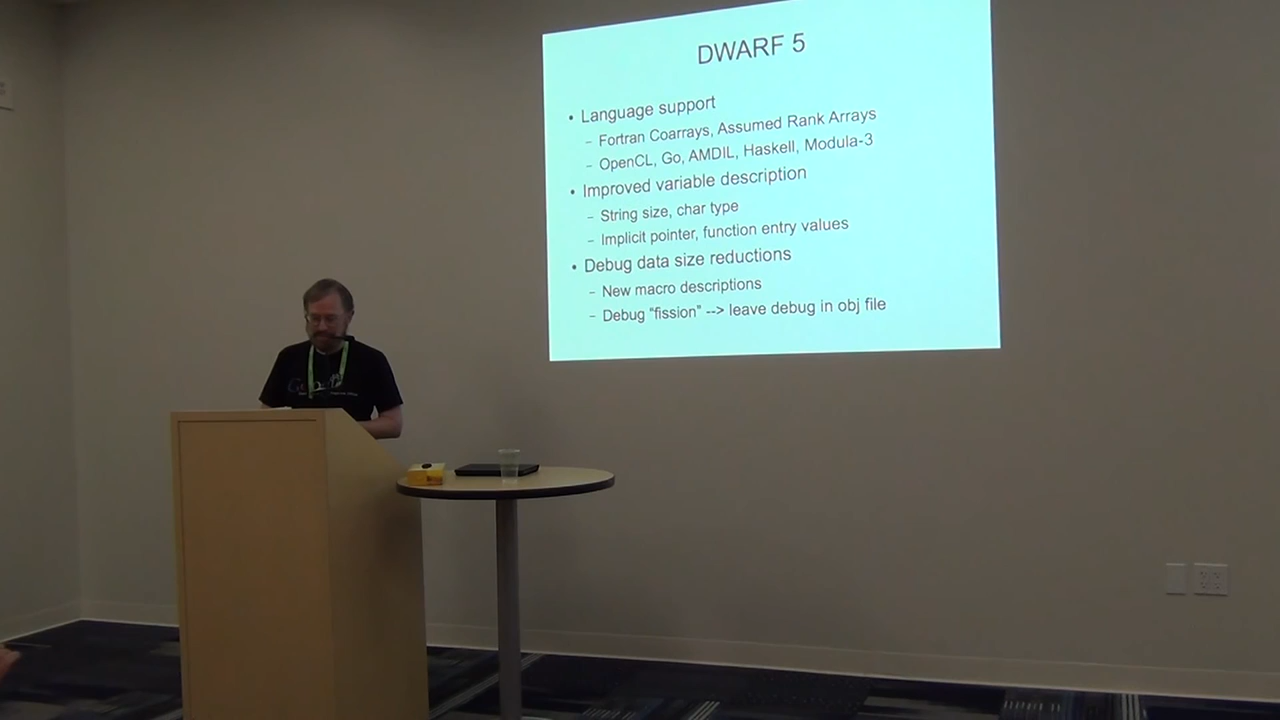 DWARF 5
• Language support
– Fortran Coarrays, Assumed Rank Arrays
– OpenCL, Go, AMDIL, Haskell, Modula-3
• Improved variable description
– String size, char type
– Implicit pointer, function entry values
• Debug data size reductions
– New macro descriptions
– Debug "fission" --> leave debug in obj file